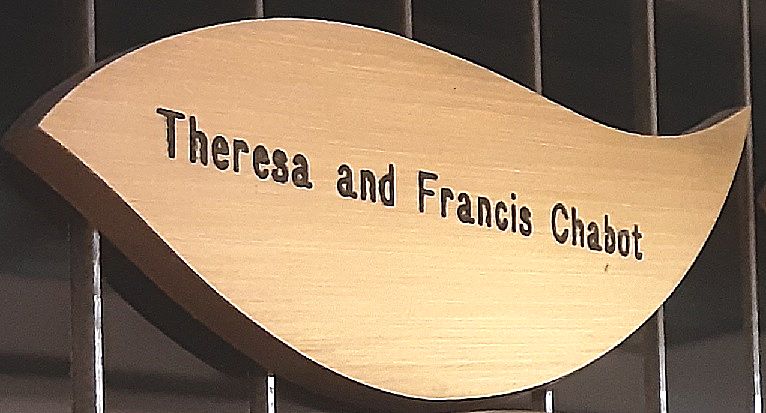 Theresa and Francis Chabot